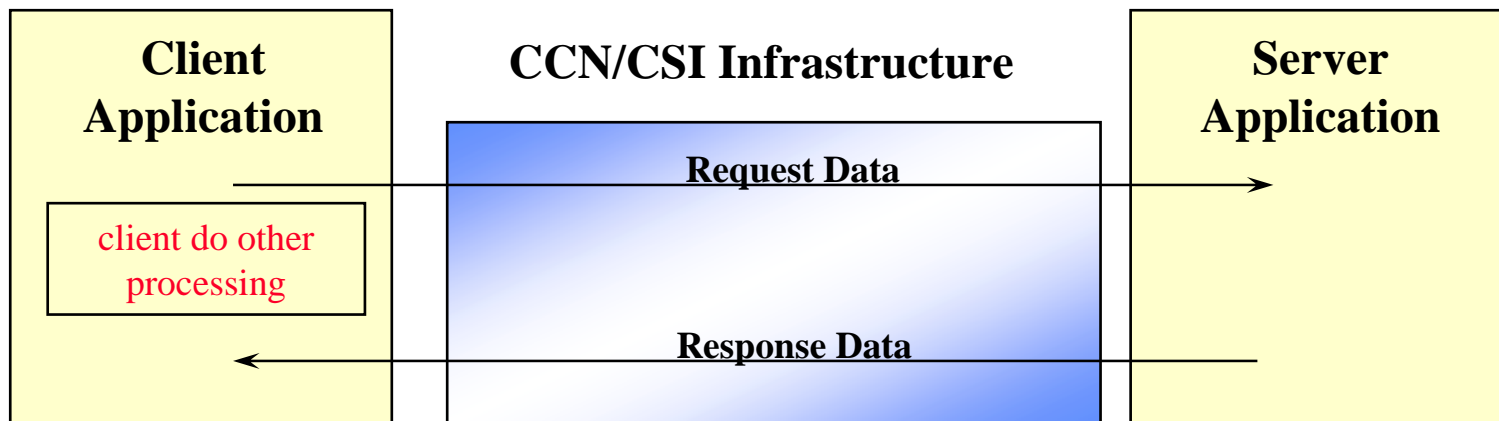 Client
Application
CCN/CSI Infrastructure
Server
Application
Request Data
client do other
processing
Response Data